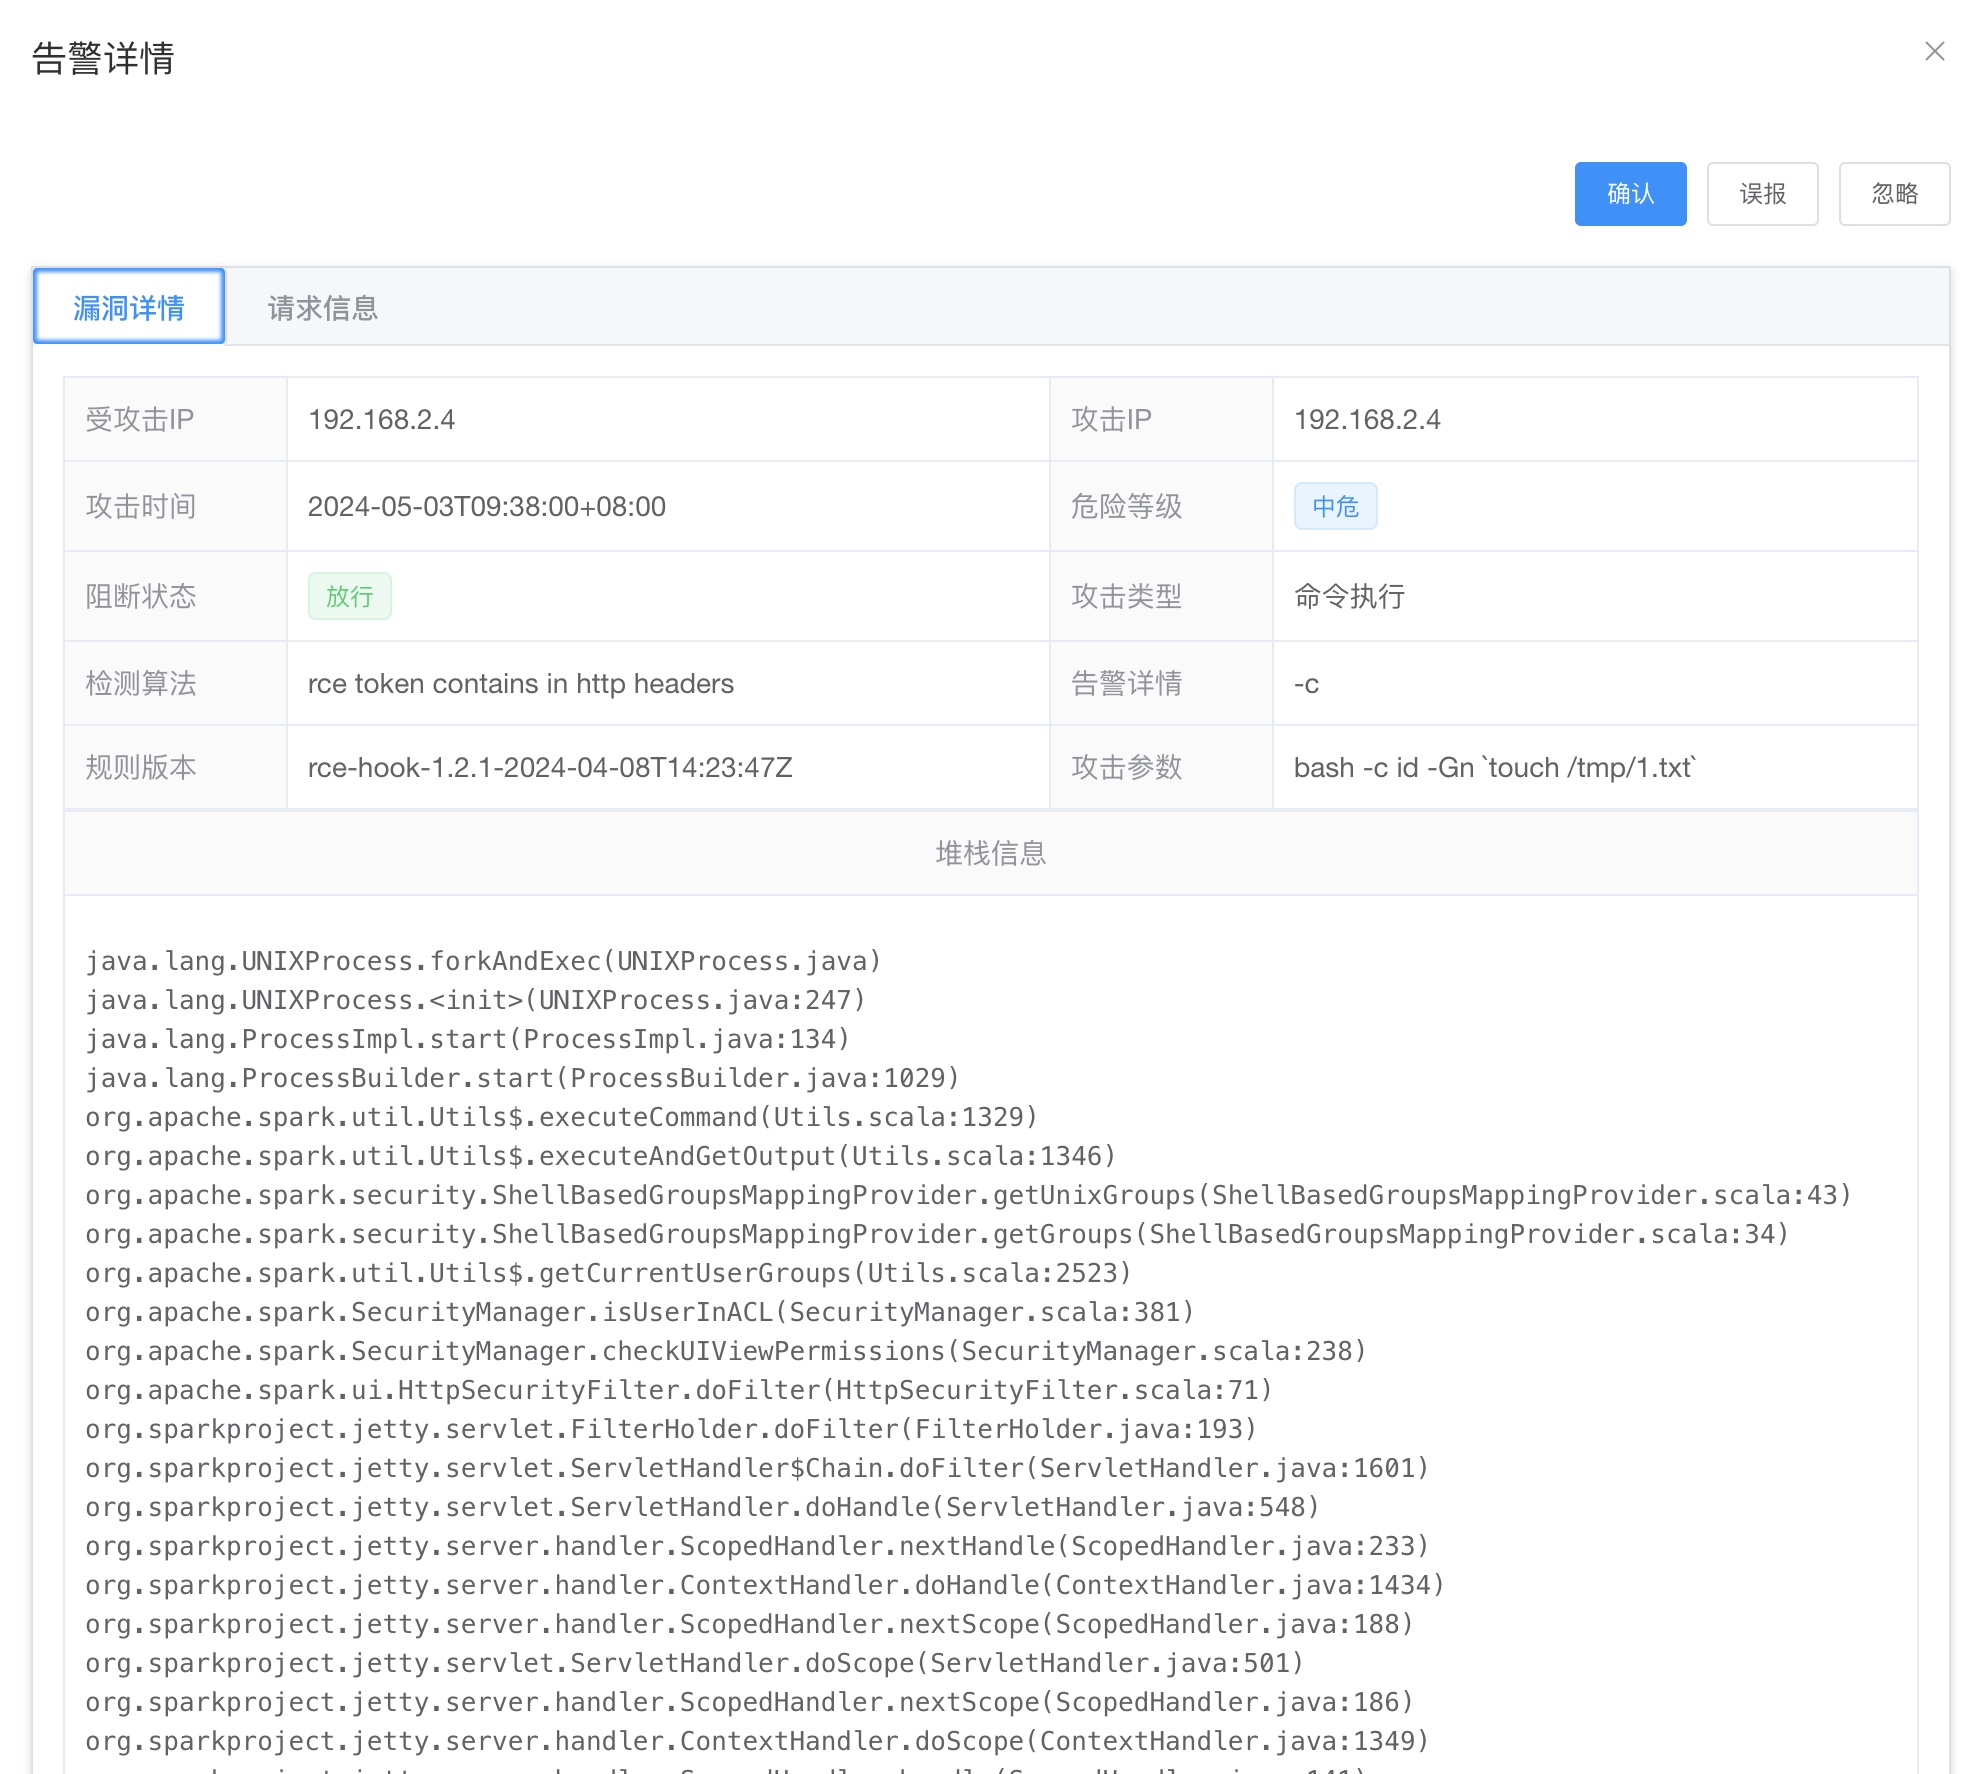 告警详情
确认 误报 忽略
漏洞详情 请求信息
受攻击IP 192.168.2.4 攻击IP 192.168.2.4
攻击时间 2024-05-03T09:38:00+08:00 危险等级 中危
阻断状态 放行 攻击类型 命令执行
检测算法 rce token contains in http headers 告警详情 -c
规则版本 rce-hook-1.2.1-2024-04-08T14:23:47Z 攻击参数 bash -c id -Gn `touch /tmp/1.txt`
堆栈信息
java.lang.UNIXProcess.forkAndExec(UNIXProcess.java)
java.lang.UNIXProcess.<init>(UNIXProcess.java:247)
java.lang.ProcessImpl.start(ProcessImpl.java:134)
java.lang.ProcessBuilder.start(ProcessBuilder.java:1029)
org.apache.spark.util.Utils$.executeCommand(Utils.scala:1329)
org.apache.spark.util.Utils$.executeAndGetOutput(Utils.scala:1346)
org.apache.spark.security.ShellBasedGroupsMappingProvider.getUnixGroups(ShellBasedGroupsMappingProvider.scala:43)
org.apache.spark.security.ShellBasedGroupsMappingProvider.getGroups(ShellBasedGroupsMappingProvider.scala:34)
org.apache.spark.util.Utils$.getCurrentUserGroups(Utils.scala:2523)
org.apache.spark.SecurityManager.isUserInACL(SecurityManager.scala:381)
org.apache.spark.SecurityManager.checkUIViewPermissions(SecurityManager.scala:238)
org.apache.spark.ui.HttpSecurityFilter.doFilter(HttpSecurityFilter.scala:71)
org.sparkproject.jetty.servlet.FilterHolder.doFilter(FilterHolder.java:193)
org.sparkproject.jetty.servlet.ServletHandler$Chain.doFilter(ServletHandler.java:1601)
org.sparkproject.jetty.servlet.ServletHandler.doHandle(ServletHandler.java:548)
org.sparkproject.jetty.server.handler.ScopedHandler.nextHandle(ScopedHandler.java:233)
org.sparkproject.jetty.server.handler.ContextHandler.doHandle(ContextHandler.java:1434)
org.sparkproject.jetty.server.handler.ScopedHandler.nextScope(ScopedHandler.java:188)
org.sparkproject.jetty.servlet.ServletHandler.doScope(ServletHandler.java:501)
org.sparkproject.jetty.server.handler.ScopedHandler.nextScope(ScopedHandler.java:186)
org.sparkproject.jetty.server.handler.ContextHandler.doScope(ContextHandler.java:1349)